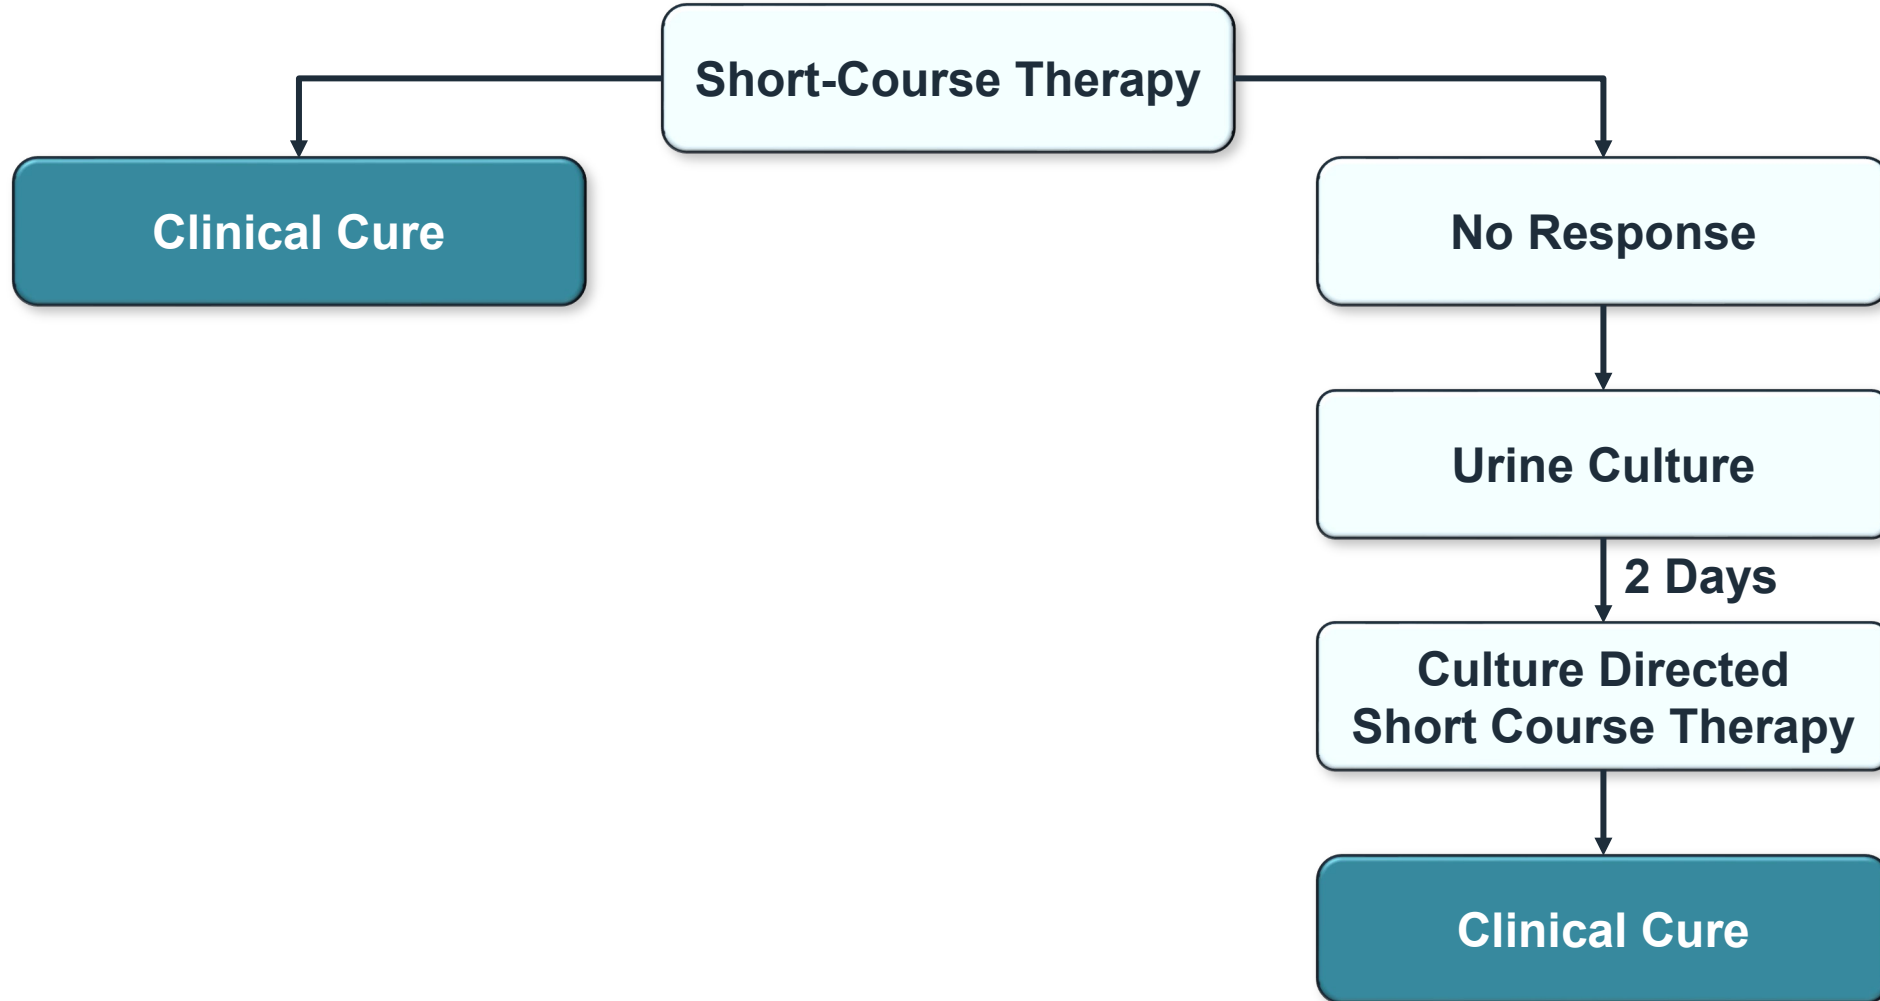 Short-Course Therapy
Clinical Cure
No Response
Urine Culture
2 Days
Culture Directed
Short Course Therapy
Clinical Cure